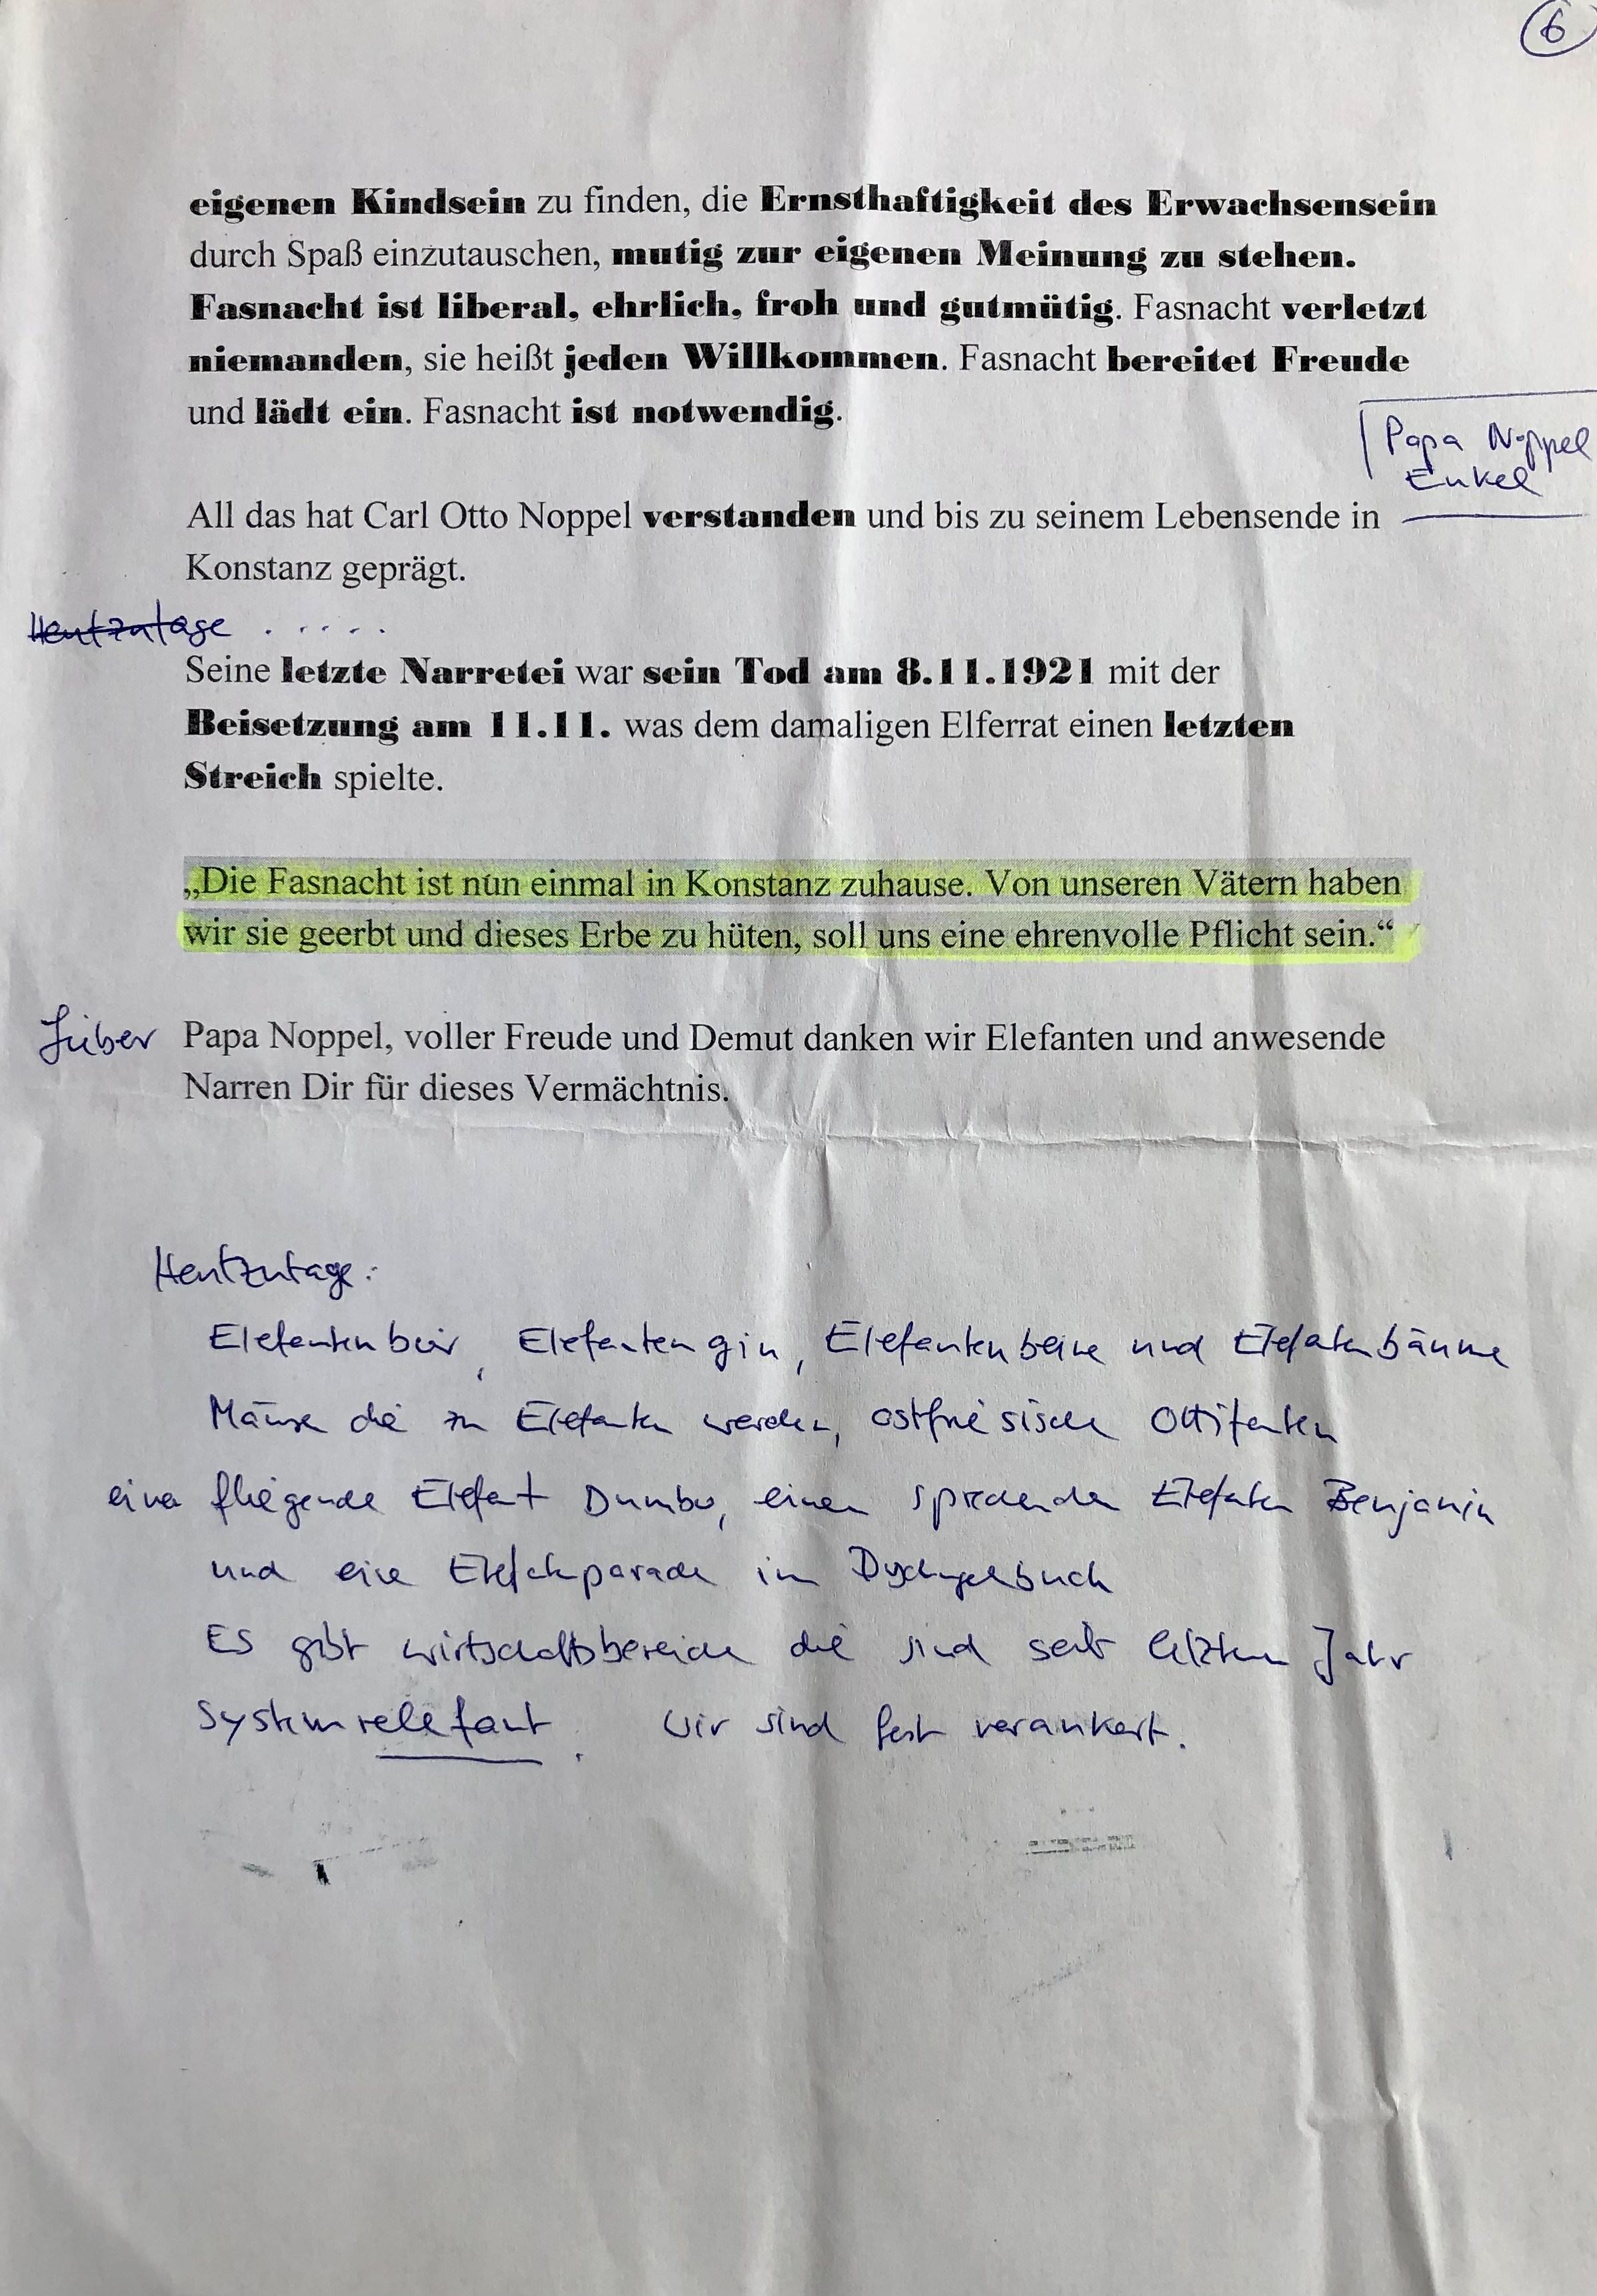 6
eigenen Kindsein zu finden, die Ernsthaftigkeit des Erwachsensein
durch Spaß einzutauschen, mutig zur eigenen Meinung zu stehen.
Fasnacht ist liberal, ehrlich, froh und gutmütig. Fasnacht verletzt
niemanden, sie heißt jeden Willkommen. Fasnacht bereitet Freude
und lädt ein. Fasnacht ist notwendig.
Papa Noppel
Enkel
All das hat Carl Otto Noppel verstanden und bis zu seinem Lebensende in
Konstanz geprägt.
Heutzutage . . . . .
Seine letzte Narretei war sein Tod am 8.11.1921 mit der
Beisetzung am 11.11. was dem damaligen Elferrat einen letzten
Streich spielte.
„Die Fasnacht ist nun einmal in Konstanz zuhause. Von unseren Vätern haben
wir sie geerbt und dieses Erbe zu hüten, soll uns eine ehrenvolle Pflicht sein.“
Lieber Papa Noppel, voller Freude und Demut danken wir Elefanten und anwesende
Narren Dir für dieses Vermächtnis.
Heutzutage:
Elefantenbier, Elefantengin, Elefantenbeine und Elefantenbäume
Mäuse die zu Elefanten werden, ostfriesische Ottifanten
einen fliegenden Elefant Dumbo, einen sprechenden Elefanten Benjamin
und eine Elefantenparade im Dschungelbuch
Es gibt Wirtschaftsbereiche die sind seit letztem Jahr
Systemrelefant. Wir sind fest verankert.